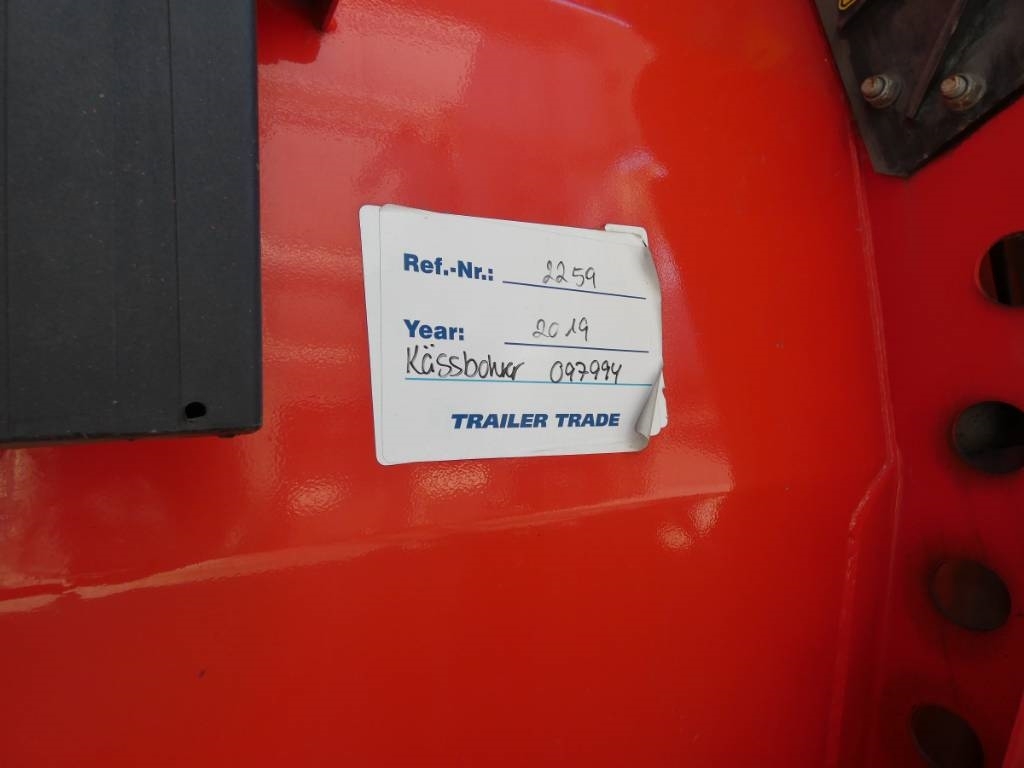 Ref.-Nr.: 2259
Year: 2019
Kässbohrer 097994
TRAILER TRADE